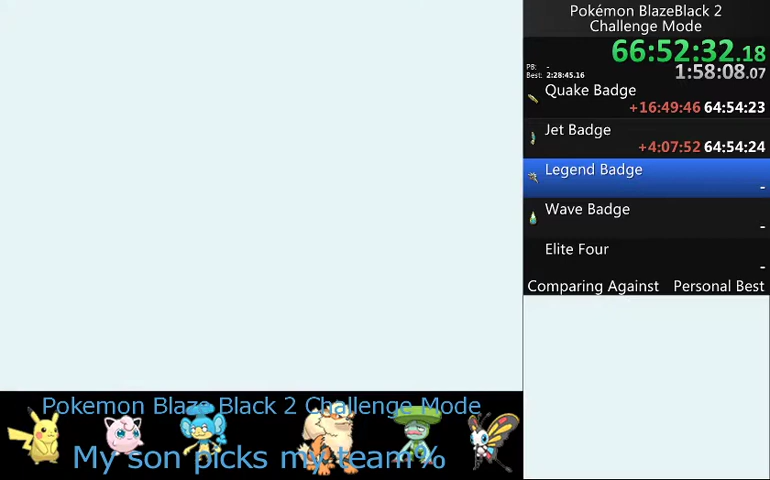 Pokémon BlazeBlack 2
Challenge Mode
66:52:32.18
PB: -
Best: 2:28:45.16
1:58:08.07
Quake Badge
+16:49:46 64:54:23
Jet Badge
+4:07:52 64:54:24
Legend Badge
-
Wave Badge
-
Elite Four
-
Comparing Against Personal Best
Pokemon Blaze Black 2 Challenge Mode
My son picks my team%